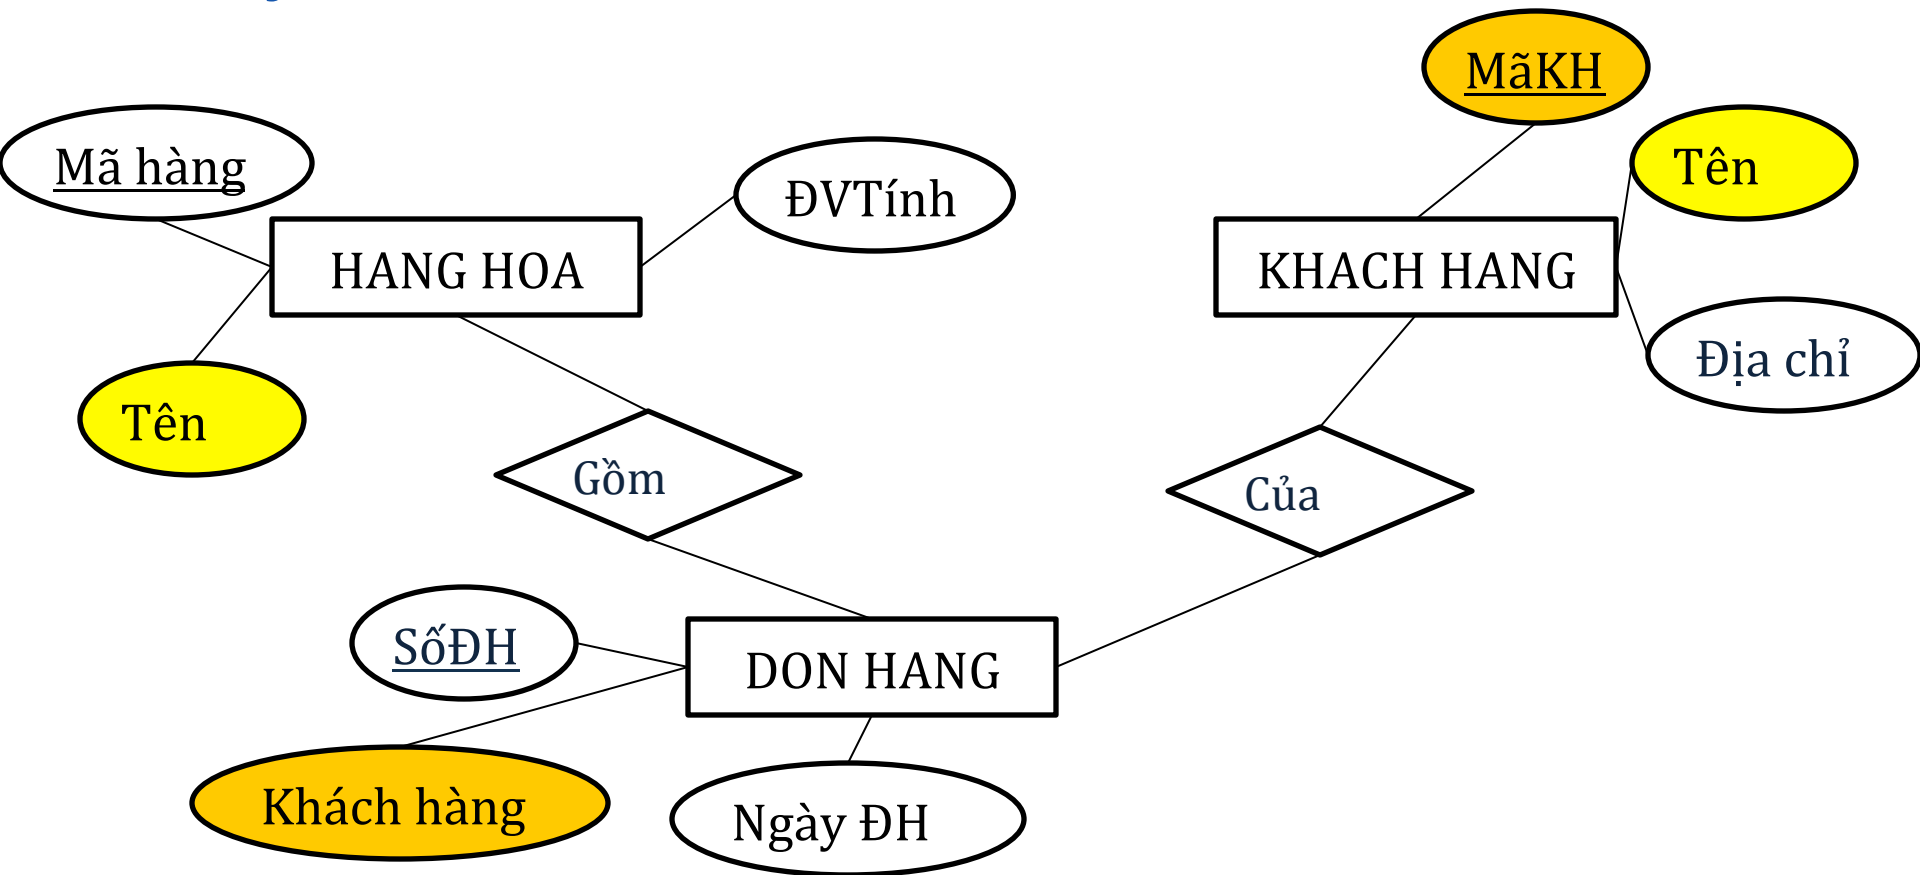 MãKH
Mã hàng
ĐVTính
Tên
HANG HOA
KHACH HANG
Địa chỉ
Tên
Gồm
Của
SốĐH
DON HANG
Khách hàng
Ngày ĐH